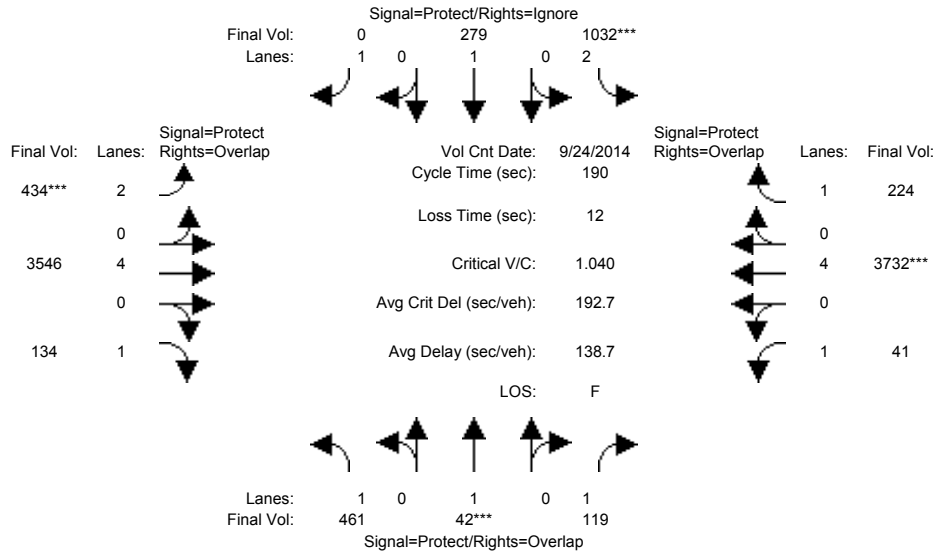 Signal=Protect/Rights=Ignore
Final Vol: 0 279 1032***
Lanes: 1 0 1 0 2
Signal=Protect
Final Vol: Lanes: Rights=Overlap
Vol Cnt Date: 9/24/2014
Signal=Protect
Rights=Overlap Lanes: Final Vol:
Cycle Time (sec): 190
434*** 2
1 224
Loss Time (sec): 12
0
0
3546 4
Critical V/C: 1.040
4 3732***
0
Avg Crit Del (sec/veh): 192.7
0
134 1
Avg Delay (sec/veh): 138.7
1 41
LOS: F
Lanes: 1 0 1 0 1
Final Vol: 461 42*** 119
Signal=Protect/Rights=Overlap